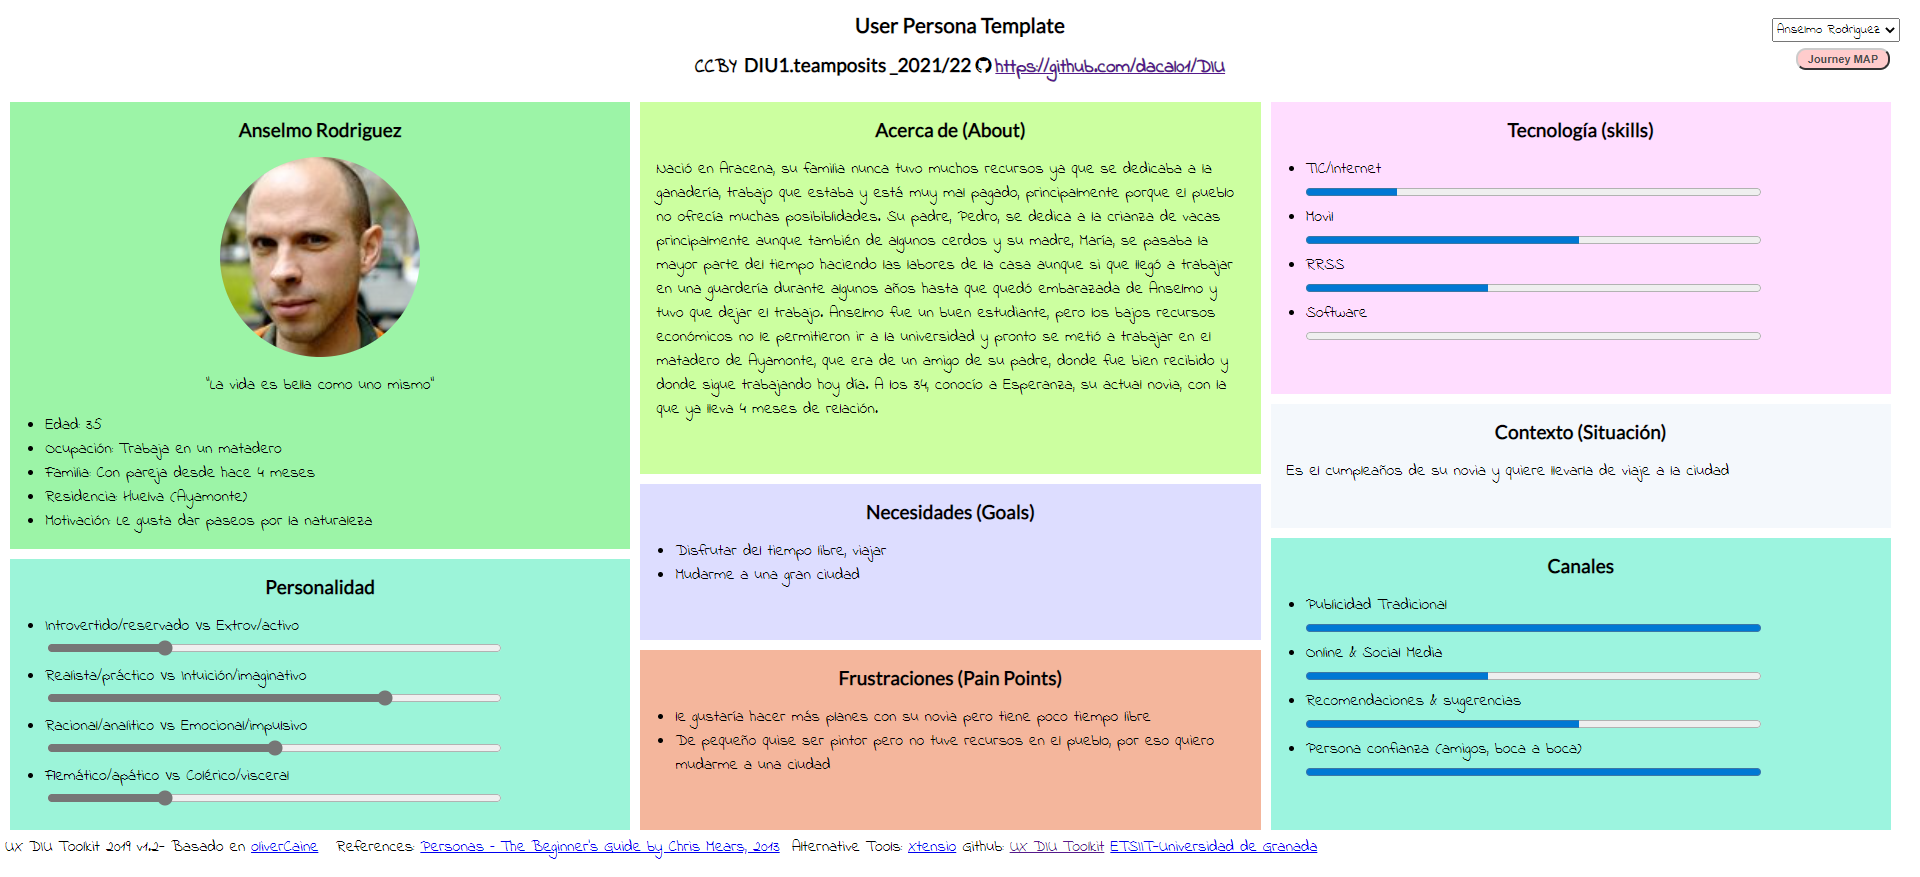 User Persona Template
Anselmo Rodriguez
CCBY DIU1.teamposits _2021/22 https://github.com/dacalo1/DIU
Journey MAP
Anselmo Rodriguez
"La vida es bella como uno mismo"
Edad: 35
Ocupación: Trabaja en un matadero
Familia: Con pareja desde hace 4 meses
Residencia: Huelva (Ayamonte)
Motivación: Le gusta dar paseos por la naturaleza
Personalidad
Introvertido/reservado Vs Extrov/activo
Realista/práctico Vs Intuición/imaginativo
Racional/analitico Vs Emocional/impulsivo
Flemático/apático Vs Colérico/visceral
Acerca de (About)
Nació en Aracena, su familia nunca tuvo muchos recursos ya que se dedicaba a la
ganadería, trabajo que estaba y está muy mal pagado, principalmente porque el pueblo
no ofrecía muchas posibiblidades. Su padre, Pedro, se dedica a la crianza de vacas
principalmente aunque también de algunos cerdos y su madre, María, se pasaba la
mayor parte del tiempo haciendo las labores de la casa aunque si que llegó a trabajar
en una guardería durante algunos años hasta que quedó embarazada de Anselmo y
tuvo que dejar el trabajo. Anselmo fue un buen estudiante, pero los bajos recursos
económicos no le permitieron ir a la universidad y pronto se metió a trabajar en el
matadero de Ayamonte, que era de un amigo de su padre, donde fue bien recibido y
donde sigue trabajando hoy día. A los 34, conocío a Esperanza, su actual novia, con la
que ya lleva 4 meses de relación.
Necesidades (Goals)
Disfrutar del tiempo libre, viajar
Mudarme a una gran ciudad
Frustraciones (Pain Points)
le gustaría hacer más planes con su novia pero tiene poco tiempo libre
De pequeño quise ser pintor pero no tuve recursos en el pueblo, por eso quiero
mudarme a una ciudad
Tecnología (skills)
TIC/Internet
Movil
RRSS
Software
Contexto (Situación)
Es el cumpleaños de su novia y quiere llevarla de viaje a la ciudad
Canales
Publicidad Tradicional
Online & Social Media
Recomendaciones & sugerencias
Persona confianza (amigos, boca a boca)
UX DIU Toolkit 2019 v1.2- Basado en oliverCaine References: Personas - The Beginner's Guide by Chris Mears, 2013 Alternative Tools: Xtensio Github: UX DIU Toolkit ETSIIT-Universidad de Granada